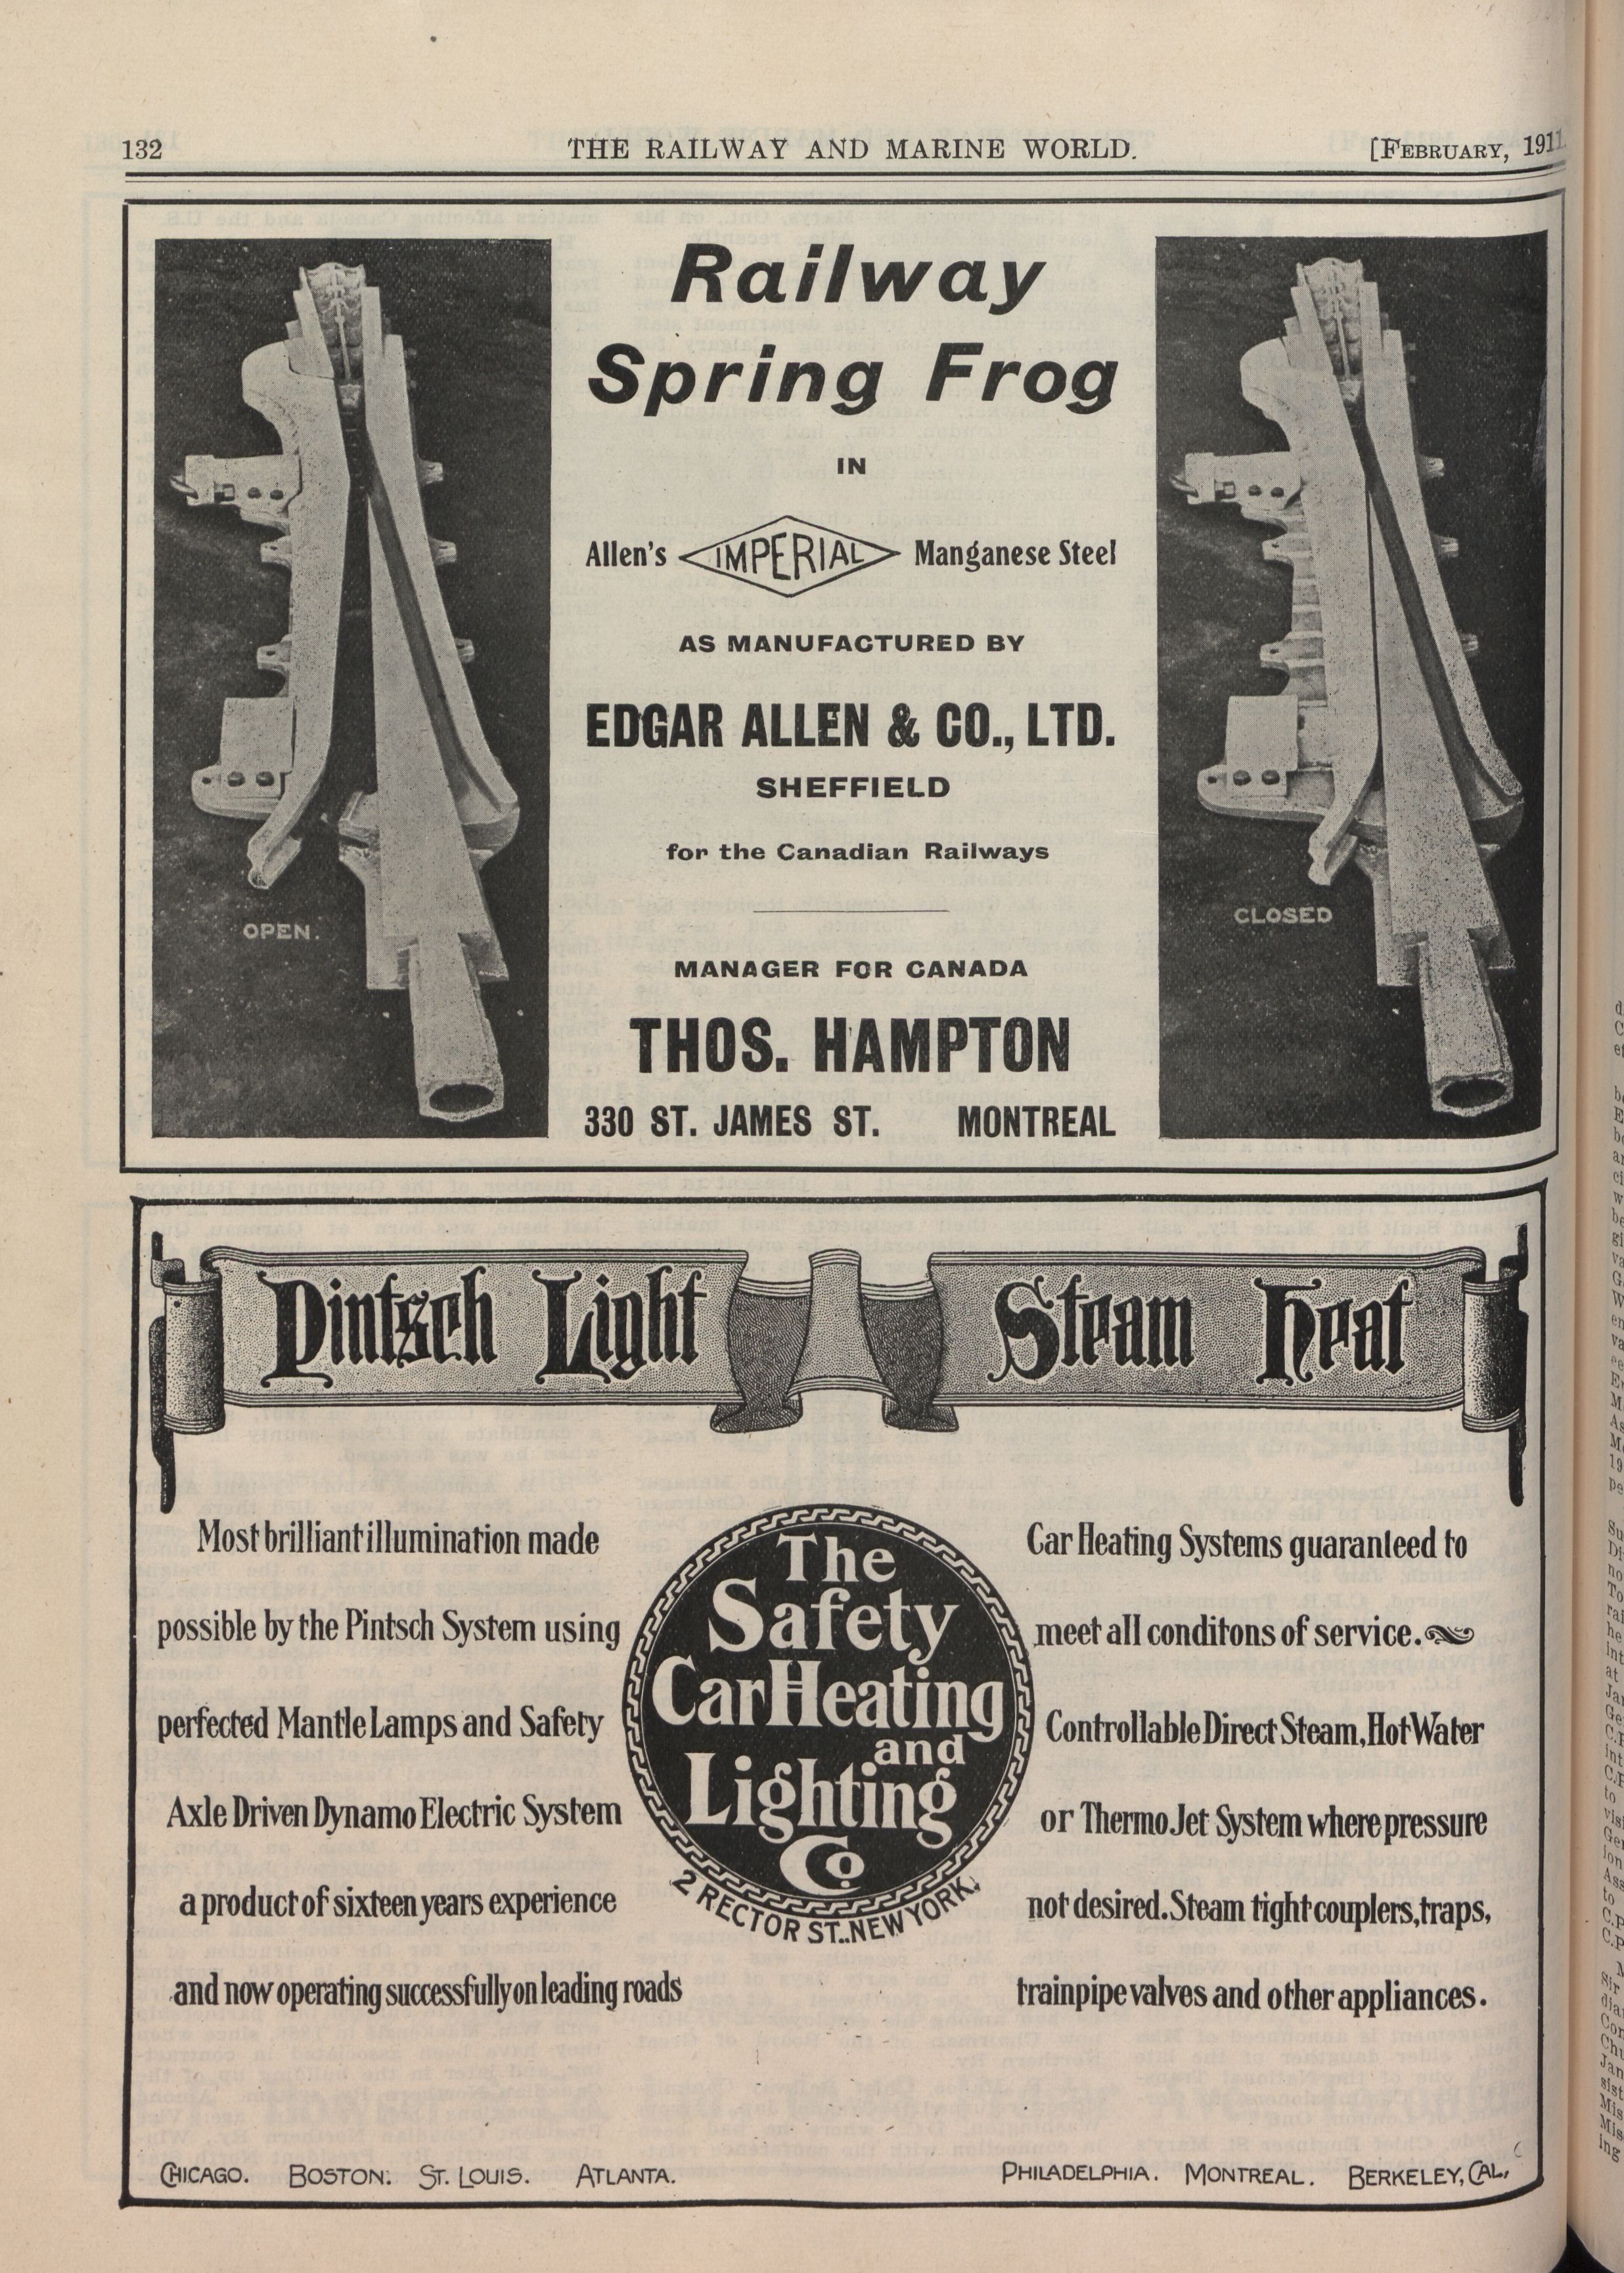 132 THE RAILWAY AND MARINE WORLD. [FEBRUARY, 1911.
Railway
Spring Frog
IN
Allen's IMPERIAL Manganese Steel
AS MANUFACTURED BY
EDGAR ALLEN & CO., LTD.
SHEFFIELD
for the Canadian Railways
OPEN.
CLOSED
MANAGER FOR CANADA
THOS. HAMPTON
330 ST. JAMES ST. MONTREAL
Pintsch Light Steam Heat
Most brilliant illumination made
possible by the Pintsch System using
perfected Mantle Lamps and Safety
Axle Driven Dynamo Electric System
a product of sixteen years experience
and now operating successfully on leading roads
The
Safety
Car Heating
and
Lighting
Co
2 RECTOR ST.. NEW YORK.
Car Heating Systems guaranteed to
meet all conditons of service.
Controllable Direct Steam, Hot Water
or Thermo Jet System where pressure
not desired. Steam tight couplers, traps,
trainpipe valves and other appliances.
CHICAGO. BOSTON. ST. LOUIS. ATLANTA. PHILADELPHIA. MONTREAL. BERKELEY, CAL,